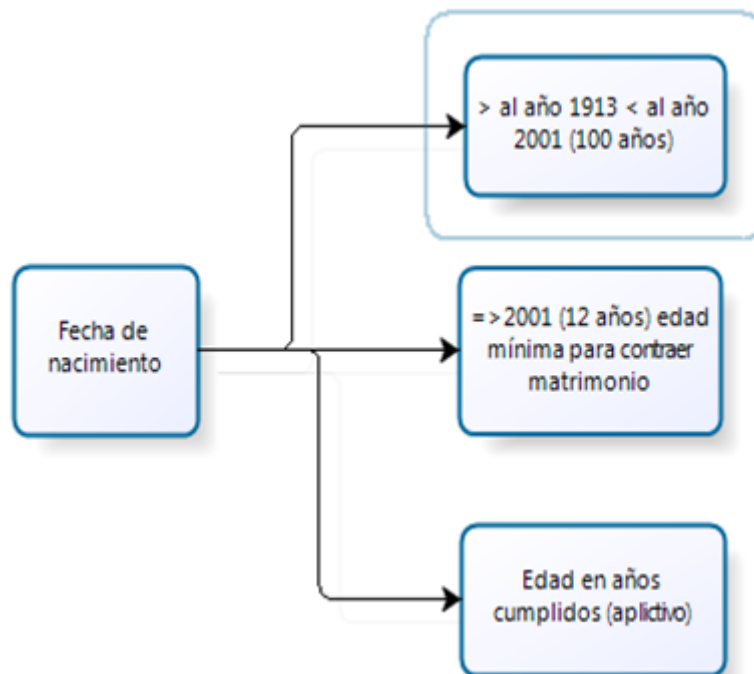 > al año 1913 < al año
2001 (100 años)
Fecha de
nacimiento
=>2001 (12 años) edad
mínima para contraer
matrimonio
Edad en años
cumplidos (aplictivo)